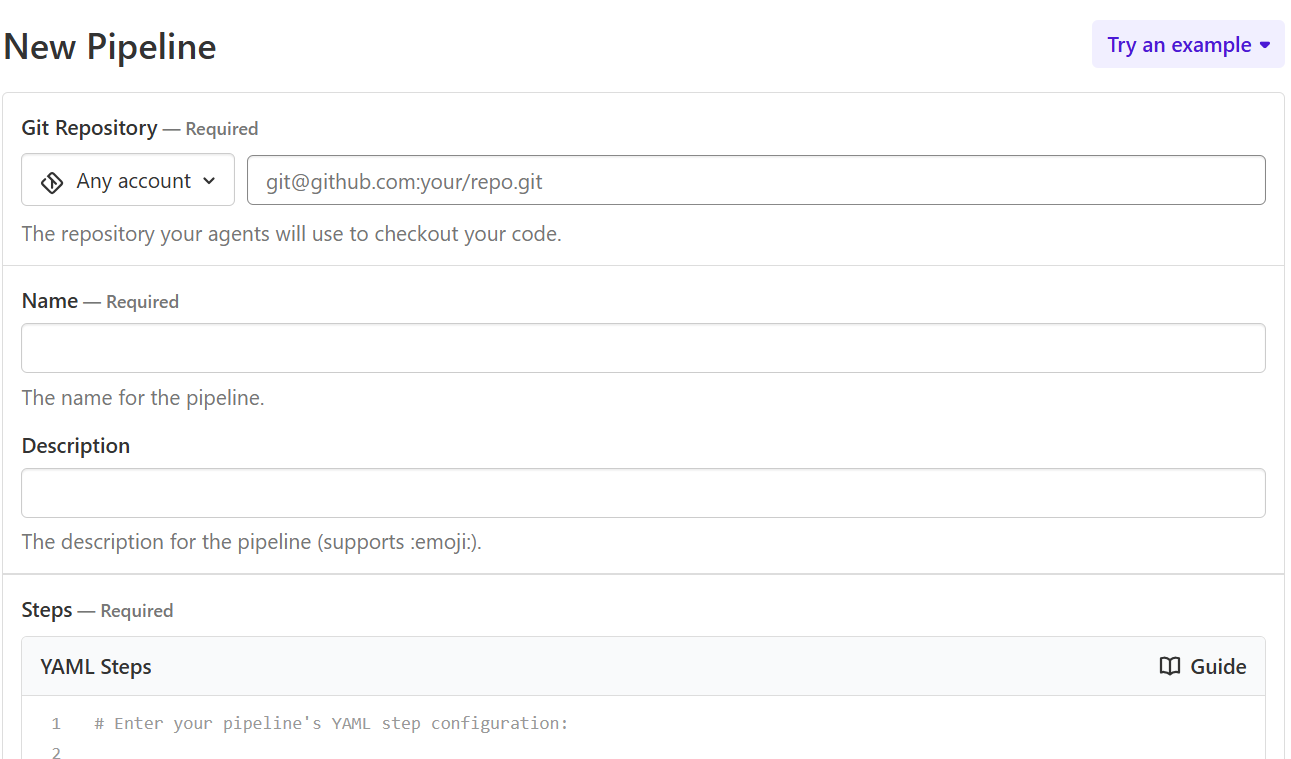 New Pipeline
Try an example
Git Repository — Required
Any account
git@github.com:your/repo.git
The repository your agents will use to checkout your code.
Name — Required
The name for the pipeline.
Description
The description for the pipeline (supports :emoji:).
Steps — Required
YAML Steps
Guide
1 # Enter your pipeline's YAML step configuration:
2